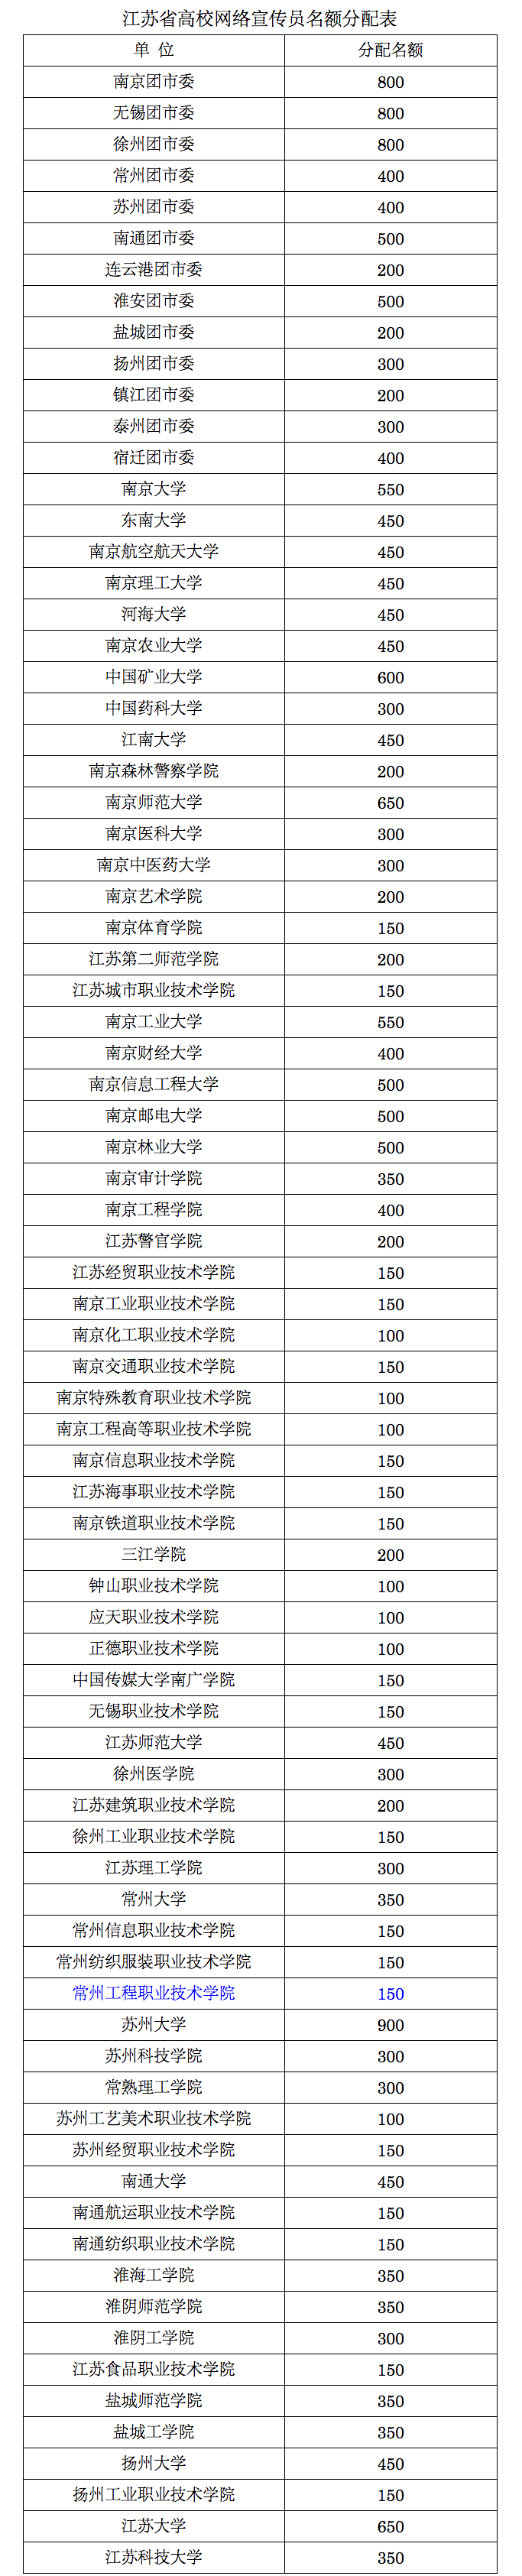 江苏省高校网络宣传员名额分配表
单 位 分配名额
南京团市委 800
无锡团市委 800
徐州团市委 800
常州团市委 400
苏州团市委 400
南通团市委 500
连云港团市委 200
淮安团市委 500
盐城团市委 200
扬州团市委 300
镇江团市委 200
泰州团市委 300
宿迁团市委 400
南京大学 550
东南大学 450
南京航空航天大学 450
南京理工大学 450
河海大学 450
南京农业大学 450
中国矿业大学 600
中国药科大学 300
江南大学 450
南京森林警察学院 200
南京师范大学 650
南京医科大学 300
南京中医药大学 300
南京艺术学院 200
南京体育学院 150
江苏第二师范学院 200
江苏城市职业技术学院 150
南京工业大学 550
南京财经大学 400
南京信息工程大学 500
南京邮电大学 500
南京林业大学 500
南京审计学院 350
南京工程学院 400
江苏警官学院 200
江苏经贸职业技术学院 150
南京工业职业技术学院 150
南京化工职业技术学院 100
南京交通职业技术学院 150
南京特殊教育职业技术学院 100
南京工程高等职业技术学院 100
南京信息职业技术学院 150
江苏海事职业技术学院 150
南京铁道职业技术学院 150
三江学院 200
钟山职业技术学院 100
应天职业技术学院 100
正德职业技术学院 100
中国传媒大学南广学院 150
无锡职业技术学院 150
江苏师范大学 450
徐州医学院 300
江苏建筑职业技术学院 200
徐州工业职业技术学院 150
江苏理工学院 300
常州大学 350
常州信息职业技术学院 150
常州纺织服装职业技术学院 150
常州工程职业技术学院 150
苏州大学 900
苏州科技学院 300
常熟理工学院 300
苏州工艺美术职业技术学院 100
苏州经贸职业技术学院 150
南通大学 450
南通航运职业技术学院 150
南通纺织职业技术学院 150
淮海工学院 350
淮阴师范学院 350
淮阴工学院 300
江苏食品职业技术学院 150
盐城师范学院 350
盐城工学院 350
扬州大学 450
扬州工业职业技术学院 150
江苏大学 650
江苏科技大学 350